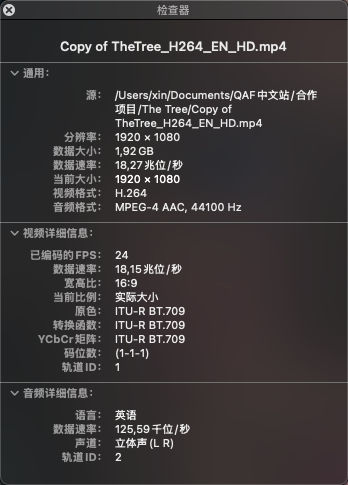 检查器
Copy of TheTree_H264_EN_HD.mp4
通用：
源： /Users/xin/Documents/QAF中文站/合作
项目/The Tree/Copy of
TheTree_H264_EN_HD.mp4
分辨率： 1920 × 1080
数据大小： 1,92 GB
数据速率： 18,27兆位/秒
当前大小： 1920 × 1080
视频格式： H.264
音频格式： MPEG-4 AAC, 44100 Hz
视频详细信息：
已编码的FPS： 24
数据速率： 18,15兆位/秒
宽高比： 16:9
当前比例： 实际大小
原色： ITU-R BT.709
转换函数： ITU-R BT.709
YCbCr矩阵： ITU-R BT.709
码位数： (1-1-1)
轨道ID： 1
音频详细信息：
语言： 英语
数据速率： 125,59千位/秒
声道： 立体声(L R)
轨道ID： 2